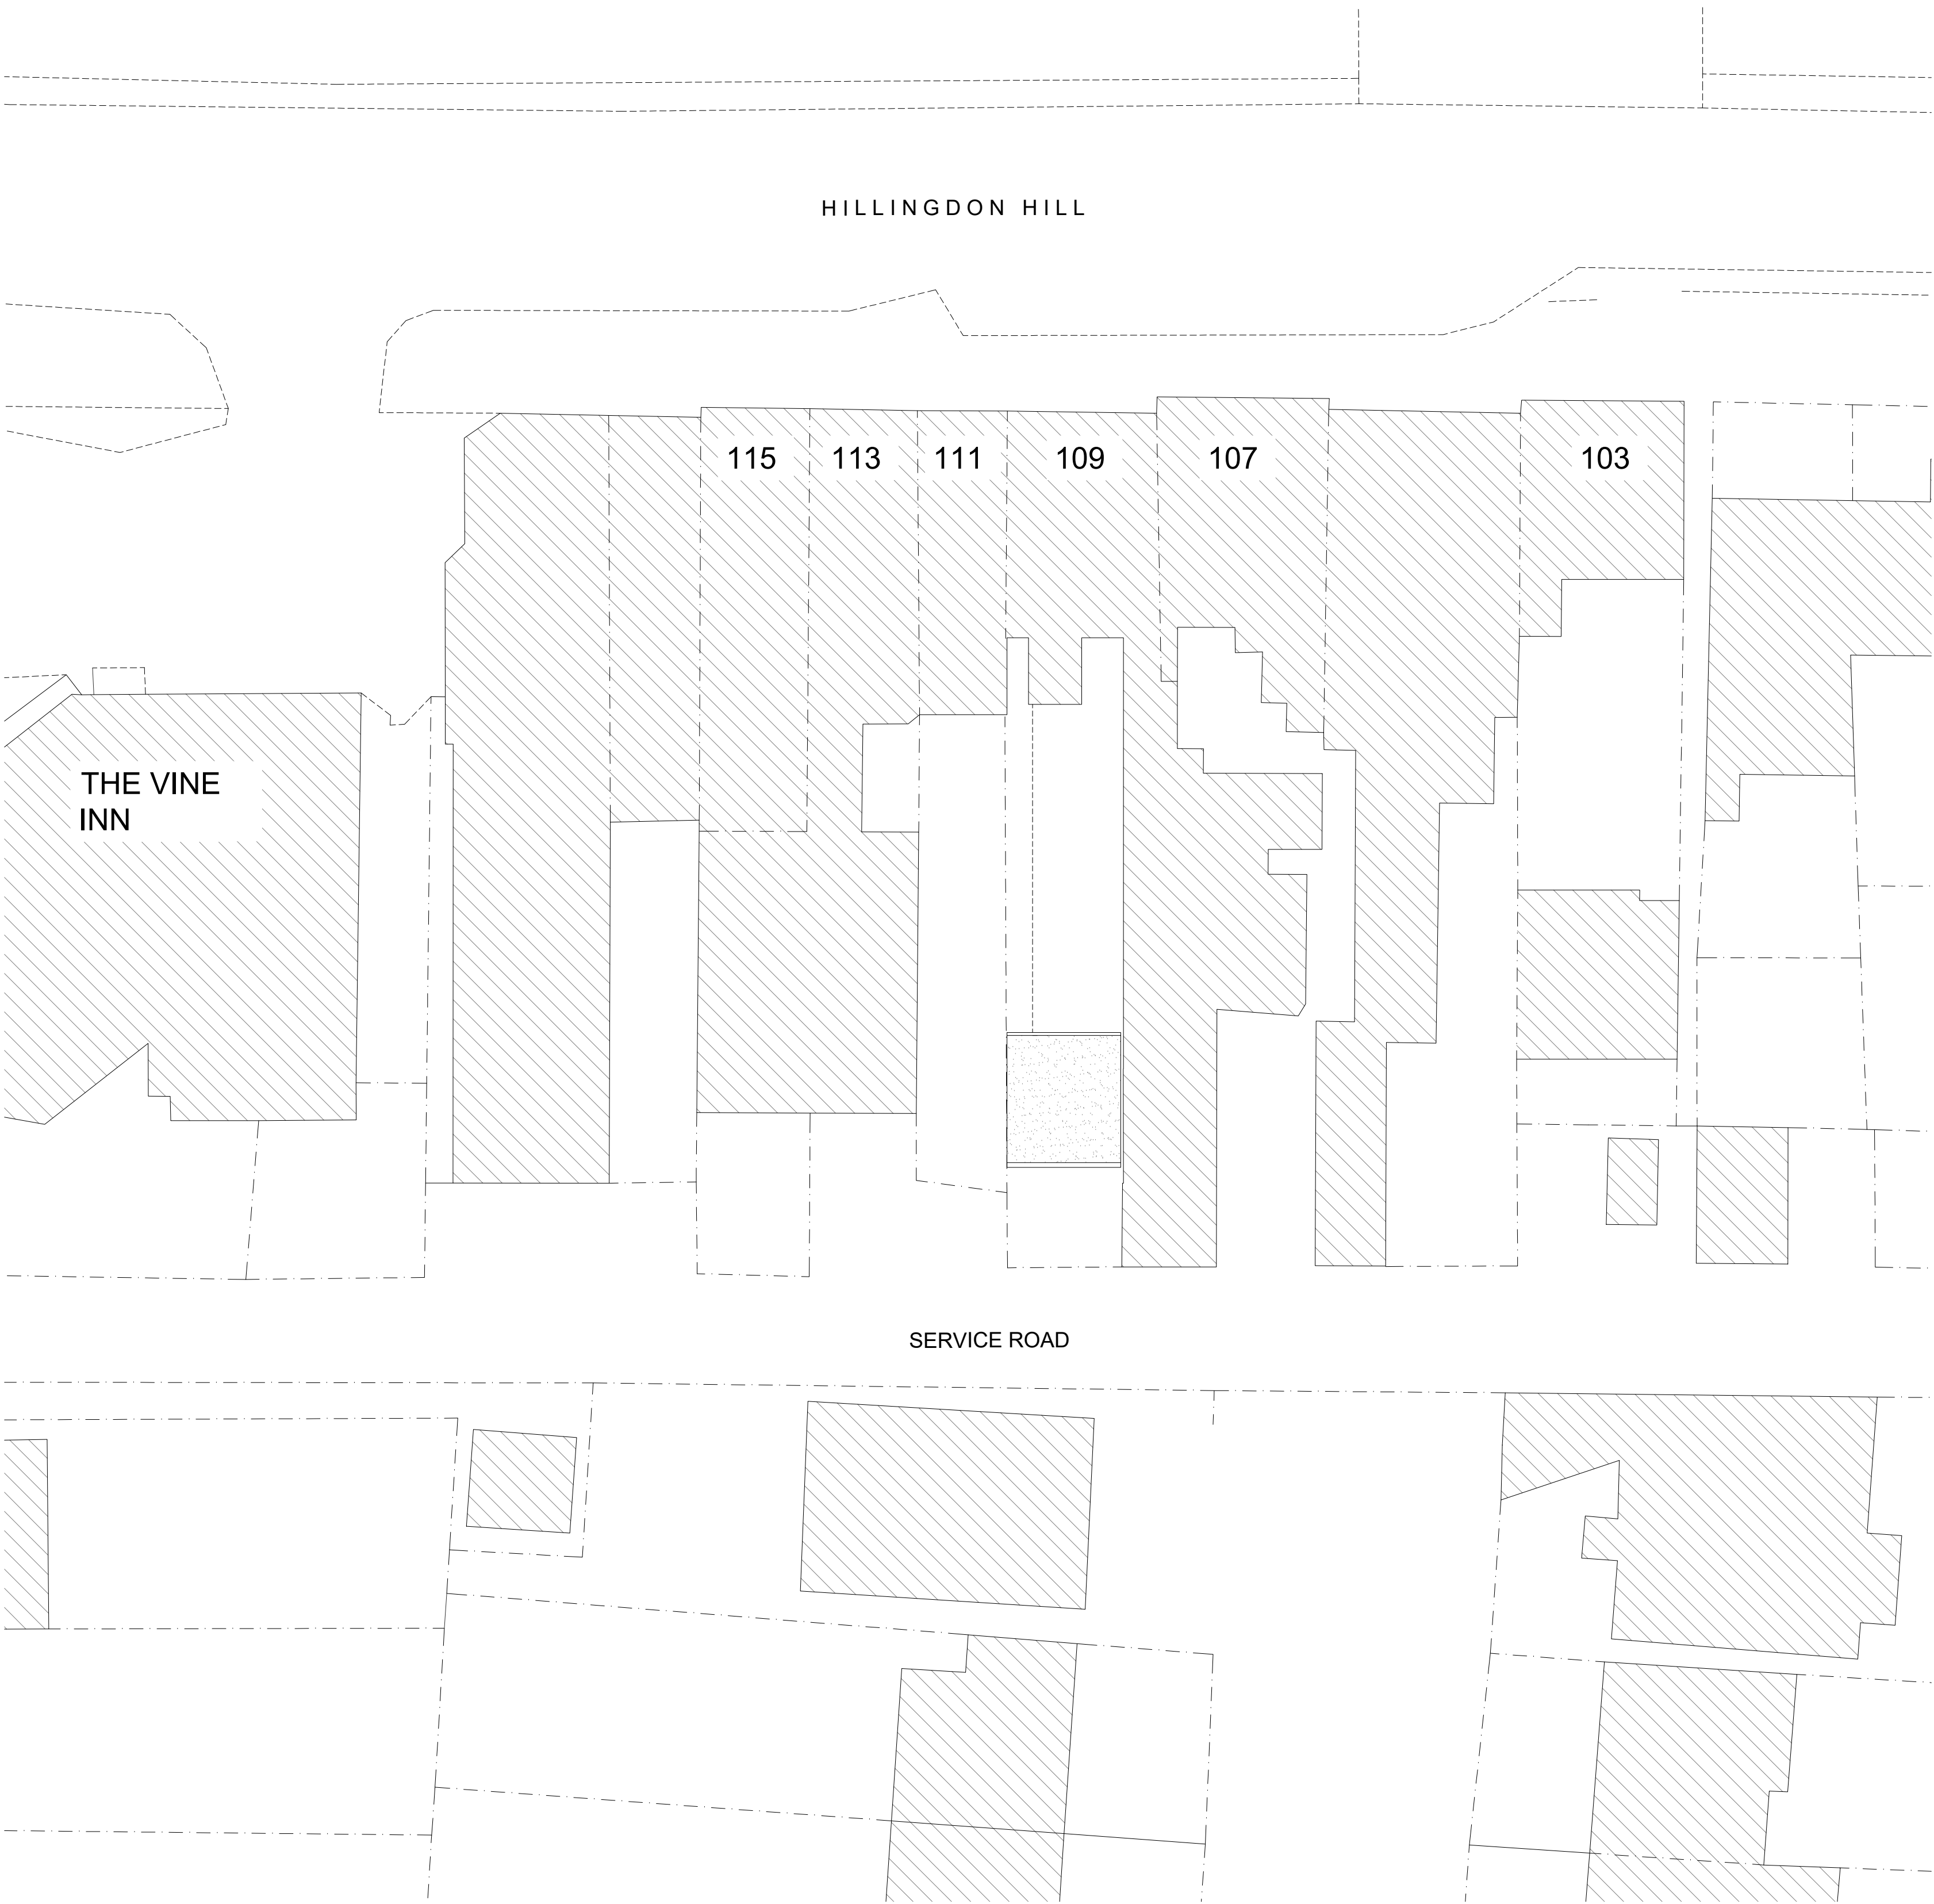 HILLINGDON HILL
115 113 111 109 107 103
THE VINE
INN
SERVICE ROAD